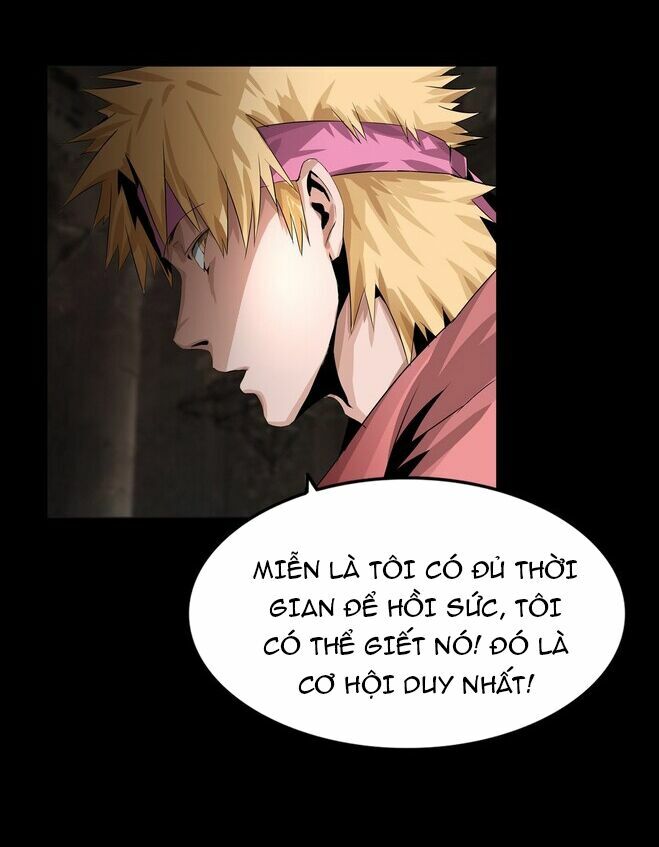 MIỄN LÀ TÔI CÓ ĐỦ THỜI
GIAN ĐỂ HỒI SỨC, TÔI
CÓ THỂ GIẾT NÓ! ĐÓ LÀ
CƠ HỘI DUY NHẤT!